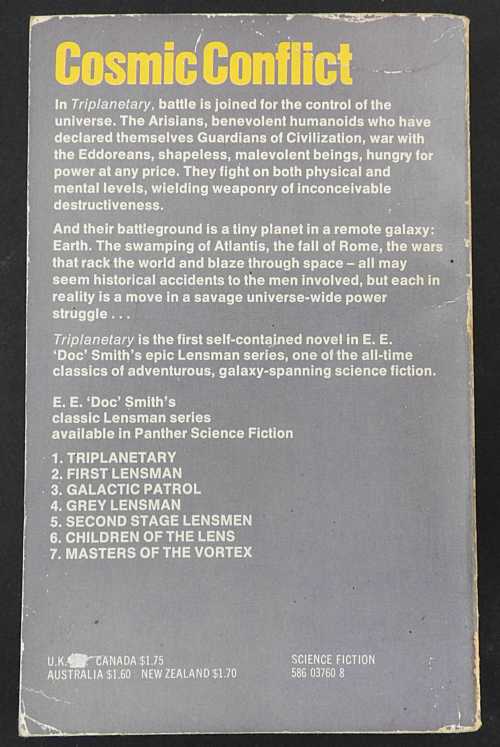 Cosmic Conflict
In Triplanetary, battle is joined for the control of the
universe. The Arisians, benevolent humanoids who have
declared themselves Guardians of Civilization, war with
the Eddoreans, shapeless, malevolent beings, hungry for
power at any price. They fight on both physical and
mental levels, wielding weaponry of inconceivable
destructiveness.
And their battleground is a tiny planet in a remote galaxy:
Earth. The swamping of Atlantis, the fall of Rome, the wars
that rack the world and blaze through space – all may
seem historical accidents to the men involved, but each in
reality is a move in a savage universe-wide power
struggle . . .
Triplanetary is the first self-contained novel in E. E.
‘Doc’ Smith’s epic Lensman series, one of the all-time
classics of adventurous, galaxy-spanning science fiction.
E. E. ‘Doc’ Smith’s
classic Lensman series
available in Panther Science Fiction
1. TRIPLANETARY
2. FIRST LENSMAN
3. GALACTIC PATROL
4. GREY LENSMAN
5. SECOND STAGE LENSMEN
6. CHILDREN OF THE LENS
7. MASTERS OF THE VORTEX
U.K. CANADA $1.75
AUSTRALIA $1.60 NEW ZEALAND $1.70
SCIENCE FICTION
586 03760 8